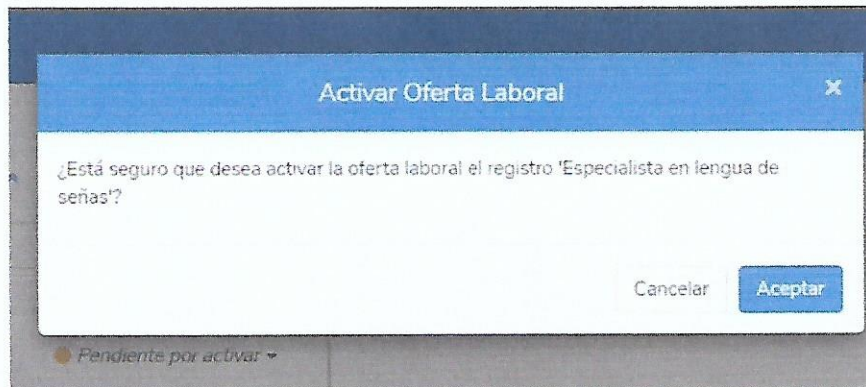 Activar Oferta Laboral
¿Está seguro que desea activar la oferta laboral el registro 'Especialista en lengua de
señas'?
Cancelar
Aceptar
Pendiente por activar